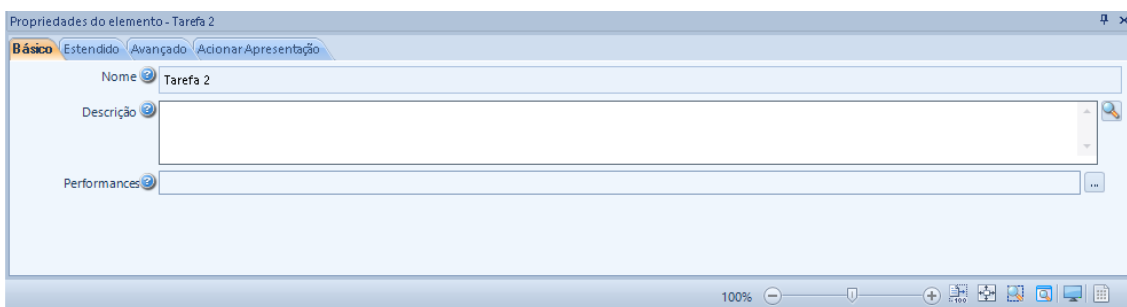 Propriedades do elemento - Tarefa 2
Básico Estendido Avançado Acionar Apresentação
Nome Tarefa 2
Descrição
Performances ...
100%